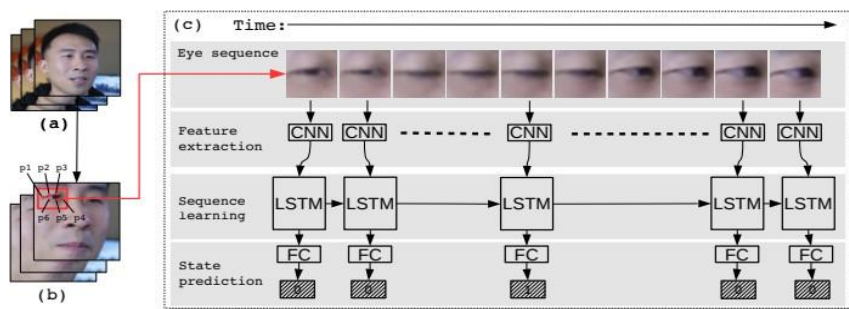 (c) Time:
Eye sequence
(a)
Feature extraction
CNN CNN CNN CNN CNN
p1 p2 p3
p6 p5 p4
Sequence learning
LSTM LSTM LSTM LSTM LSTM
FC FC FC FC FC
State prediction
0 0 1 0 0
(b)